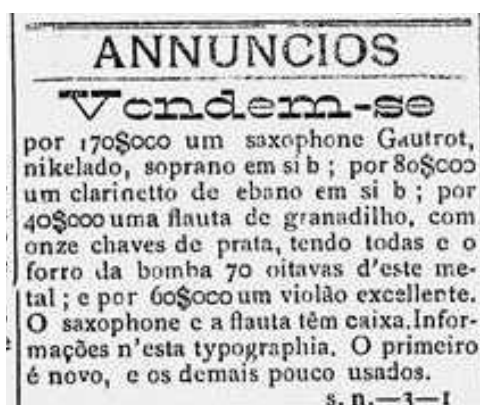 ANNUNCIOS
Vendem-se
por 170$000 um saxophone Gautrot,
nikelado, soprano em si b ; por 80$000
um clarinetto de ebano em si b ; por
40$000 uma flauta de granadilho, com
onze chaves de prata, tendo todas e o
forro da bomba 70 oitavas d'este me-
tal ; e por 60$000 um violão excellente.
O saxophone e a flauta têm caixa. Infor-
mações n'esta typographia. O primeiro
é novo, e os demais pouco usados.
s. n.—3—1